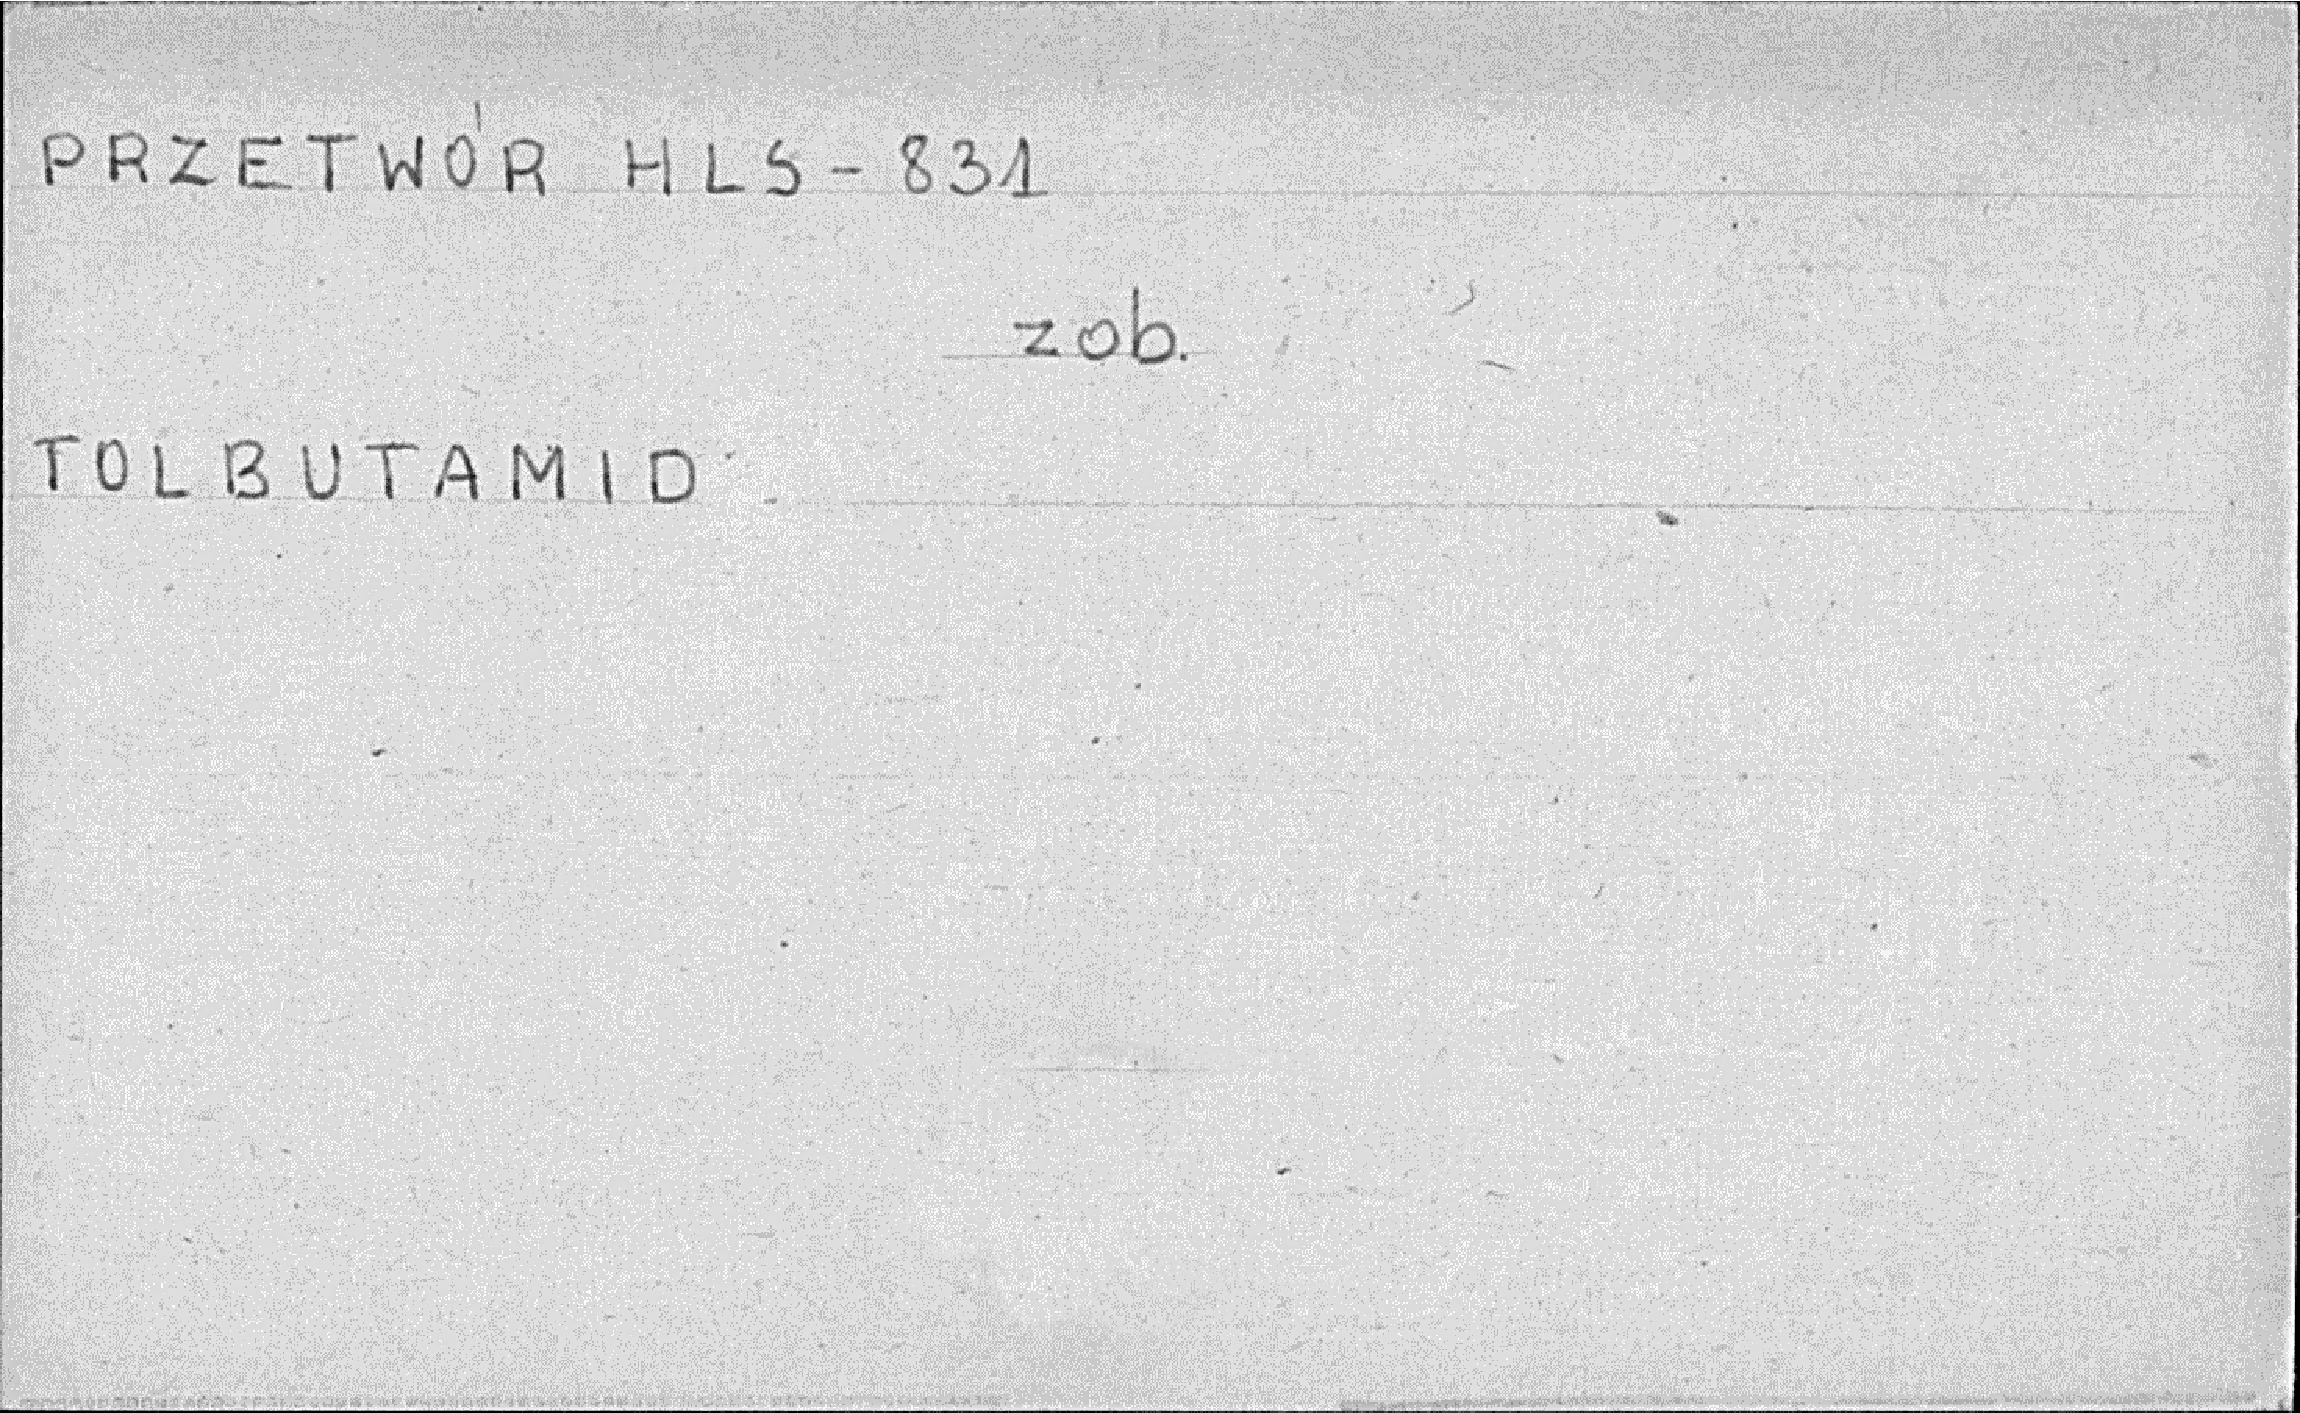 PRZETWÓR HLS-831
zob.
TOLBUTAMID